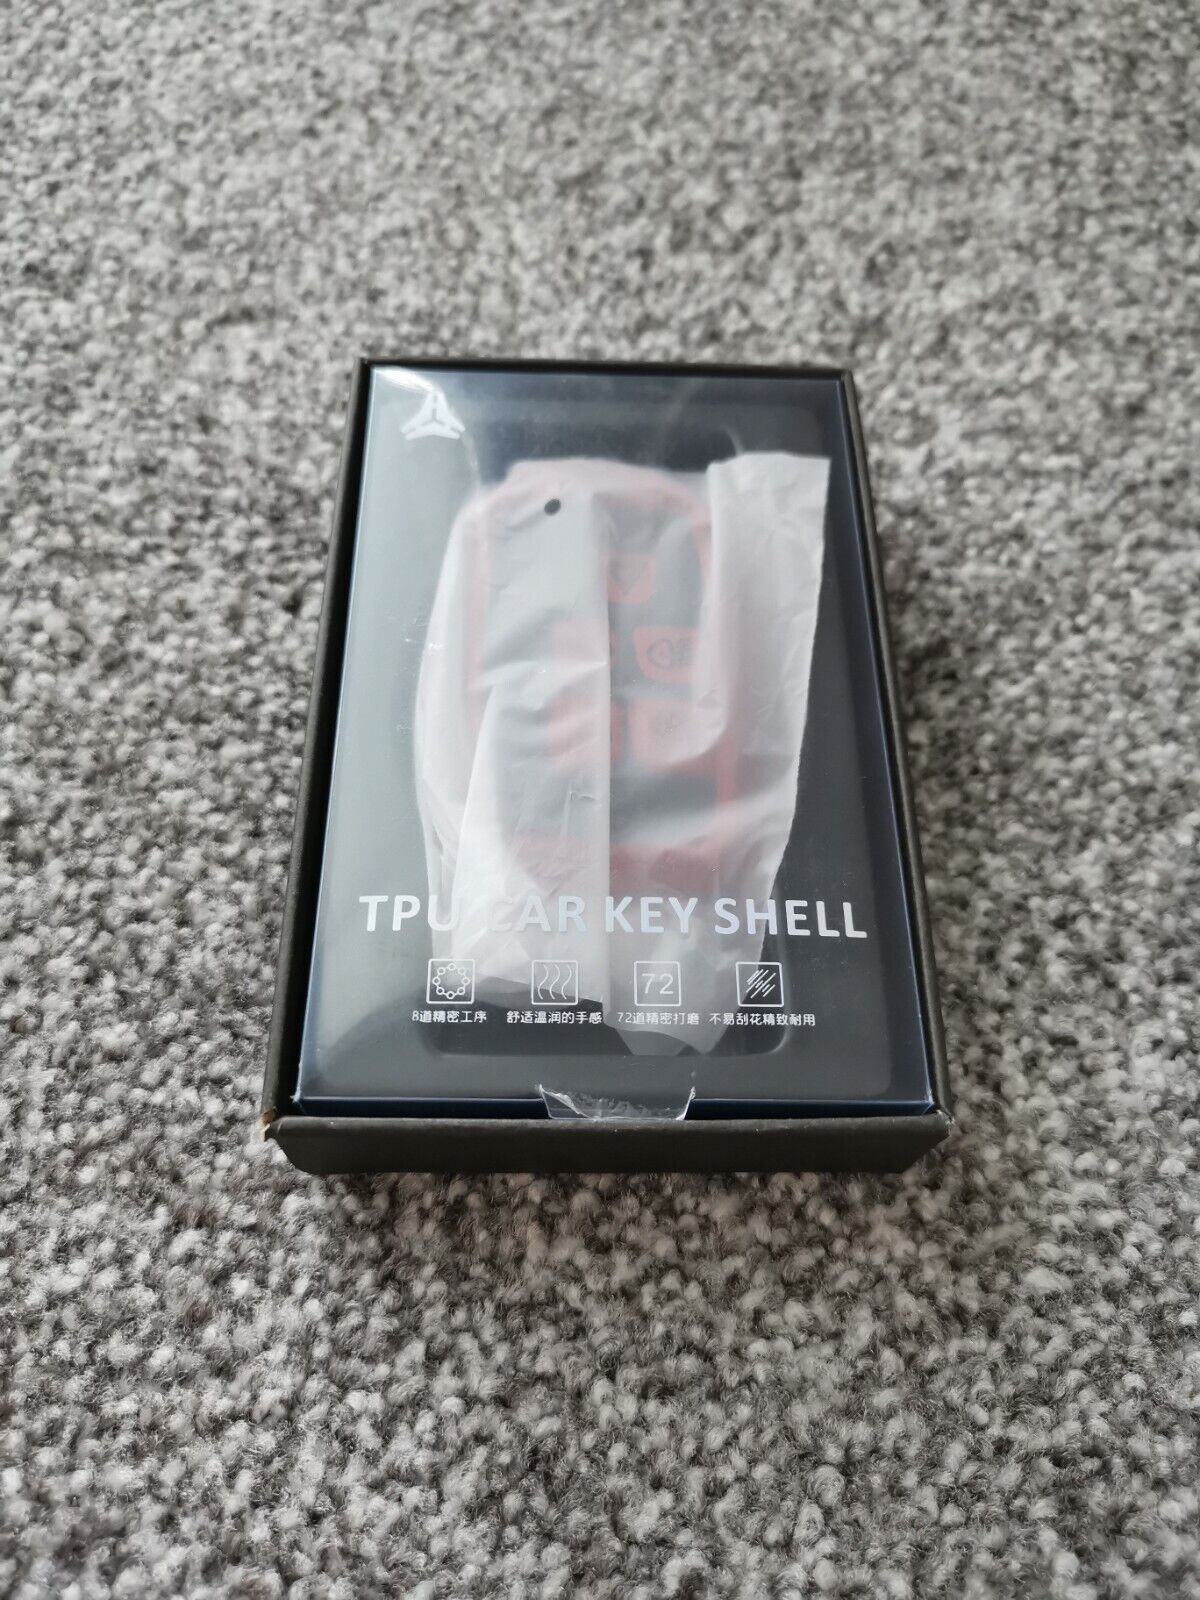 TPU CAR KEY SHELL
72
8道精密工序 舒适温润的手感 72道精密打磨 不易刮花精致耐用